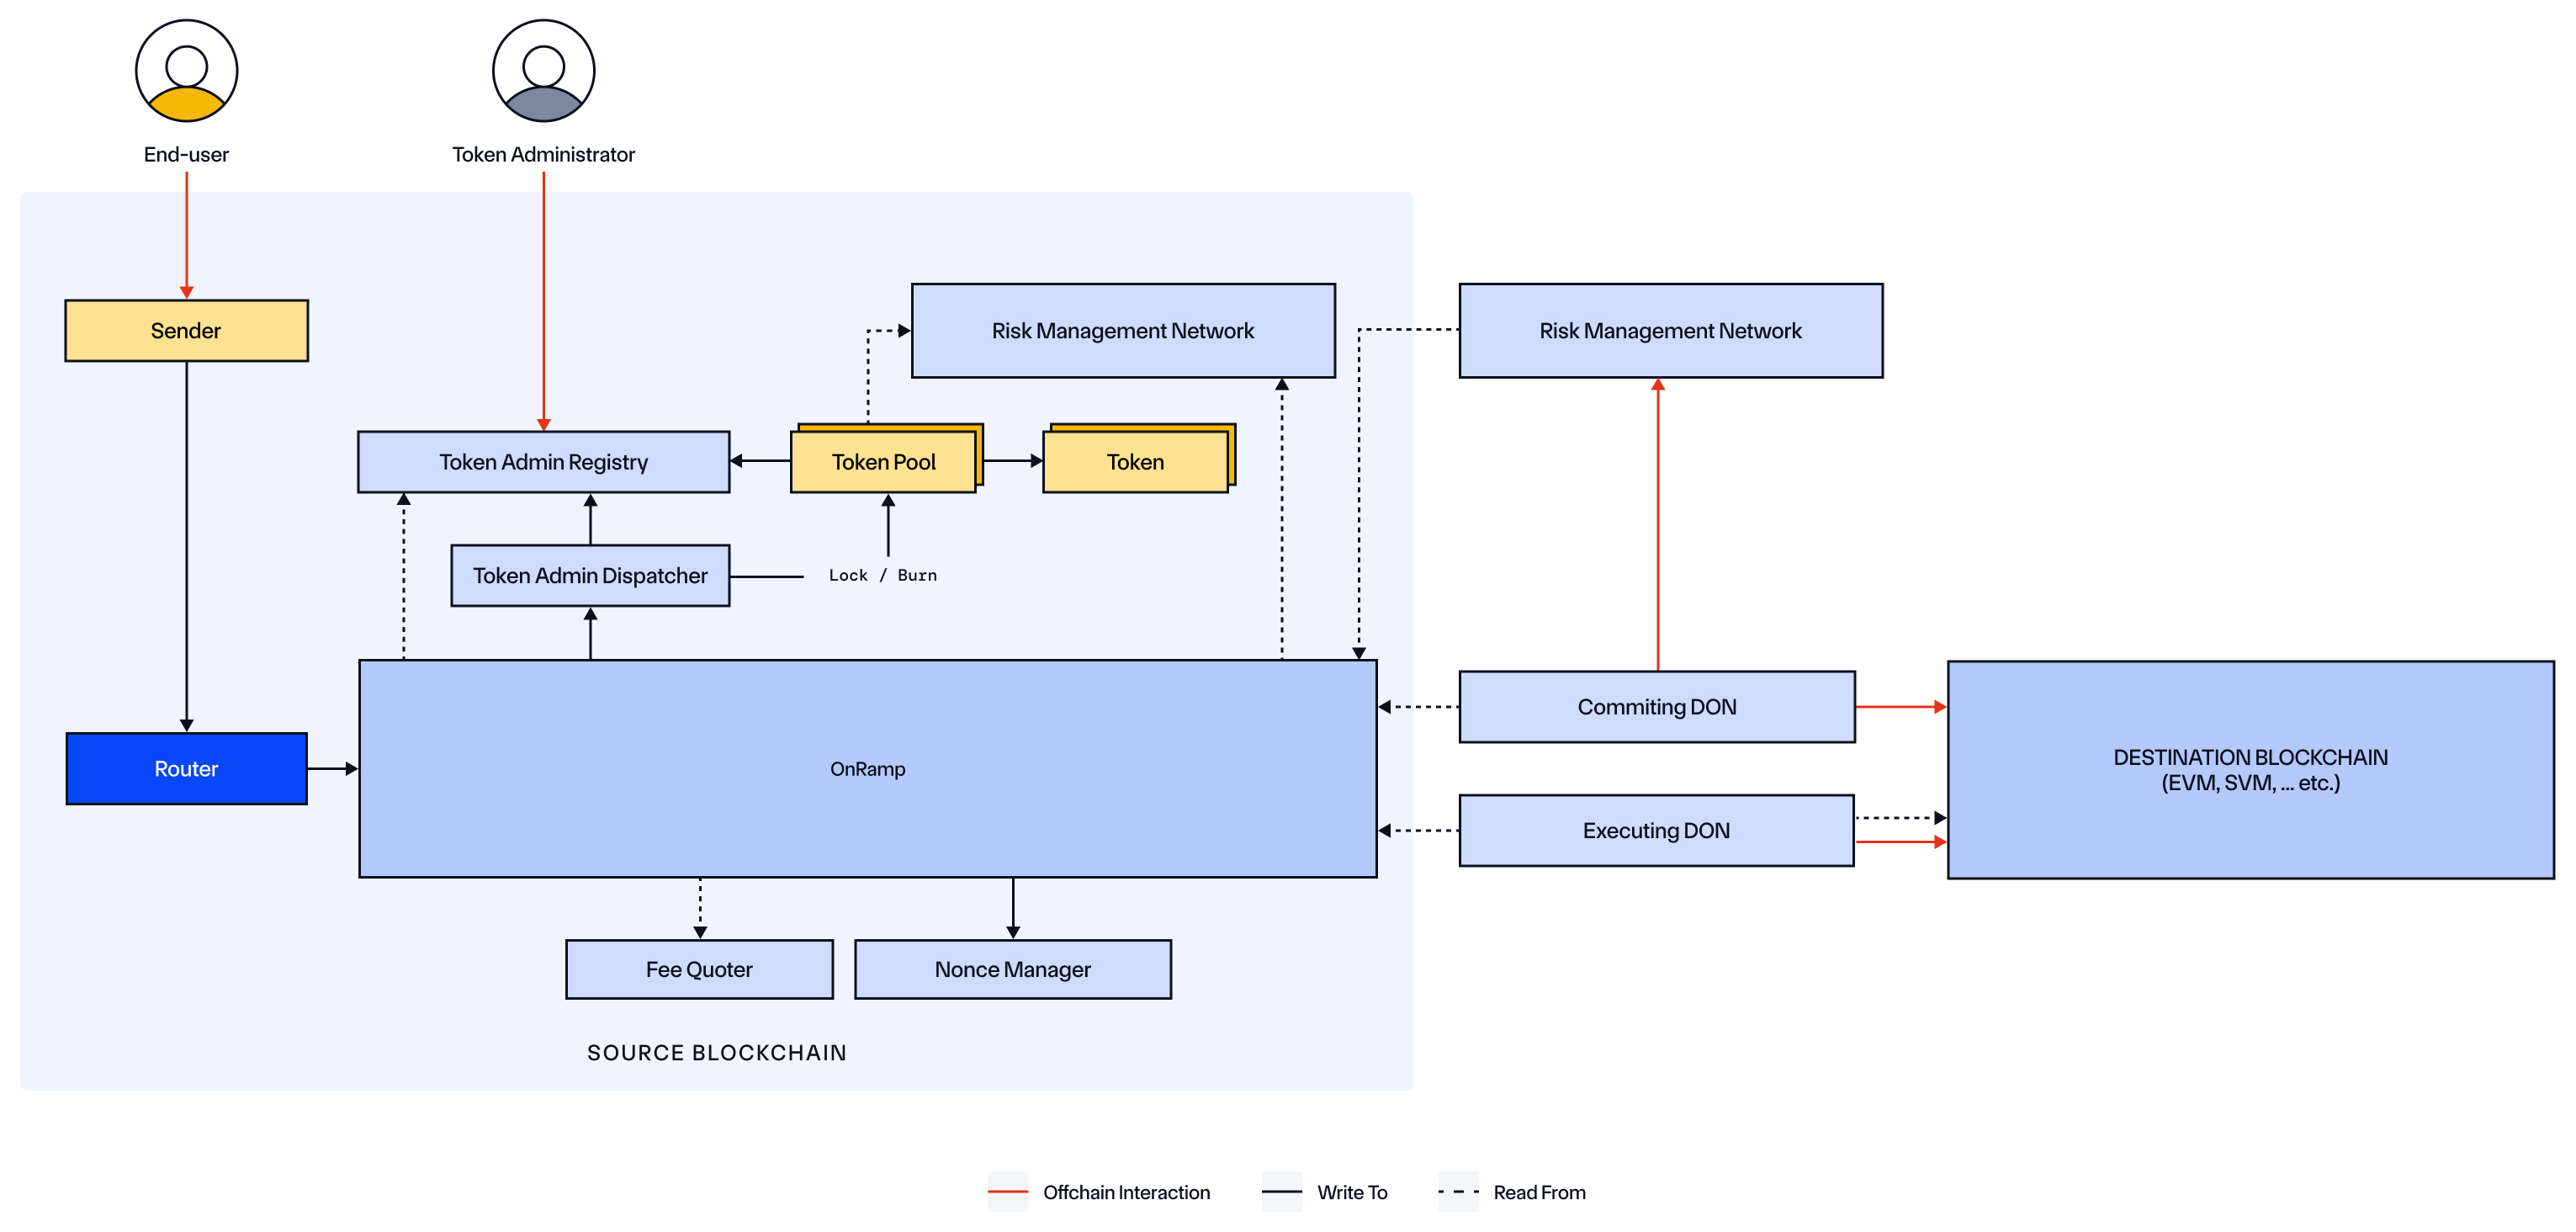 End-user
Token Administrator
Sender
Risk Management Network
Risk Management Network
Token Admin Registry
Token Pool
Token
Token Admin Dispatcher
Lock / Burn
Commiting DON
Router
OnRamp
DESTINATION BLOCKCHAIN
(EVM, SVM, ... etc.)
Executing DON
Fee Quoter
Nonce Manager
SOURCE BLOCKCHAIN
Offchain Interaction
Write To
Read From